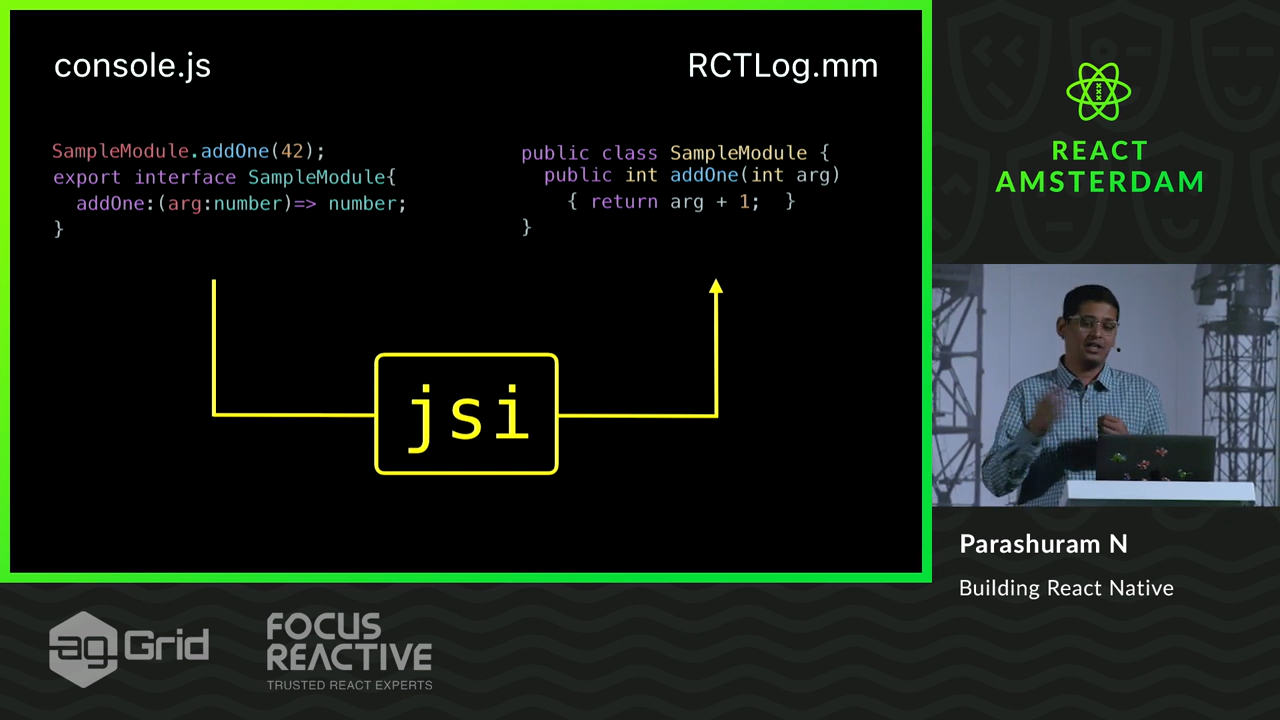 console.js
RCTLog.mm
SampleModule.addOne(42);
export interface SampleModule{
addOne:(arg:number)=> number;
}
public class SampleModule {
public int addOne(int arg)
{ return arg + 1; }
}
jsi
REACT
AMSTERDAM
Parashuram N
Building React Native
ag Grid
FOCUS
REACTIVE
TRUSTED REACT EXPERTS